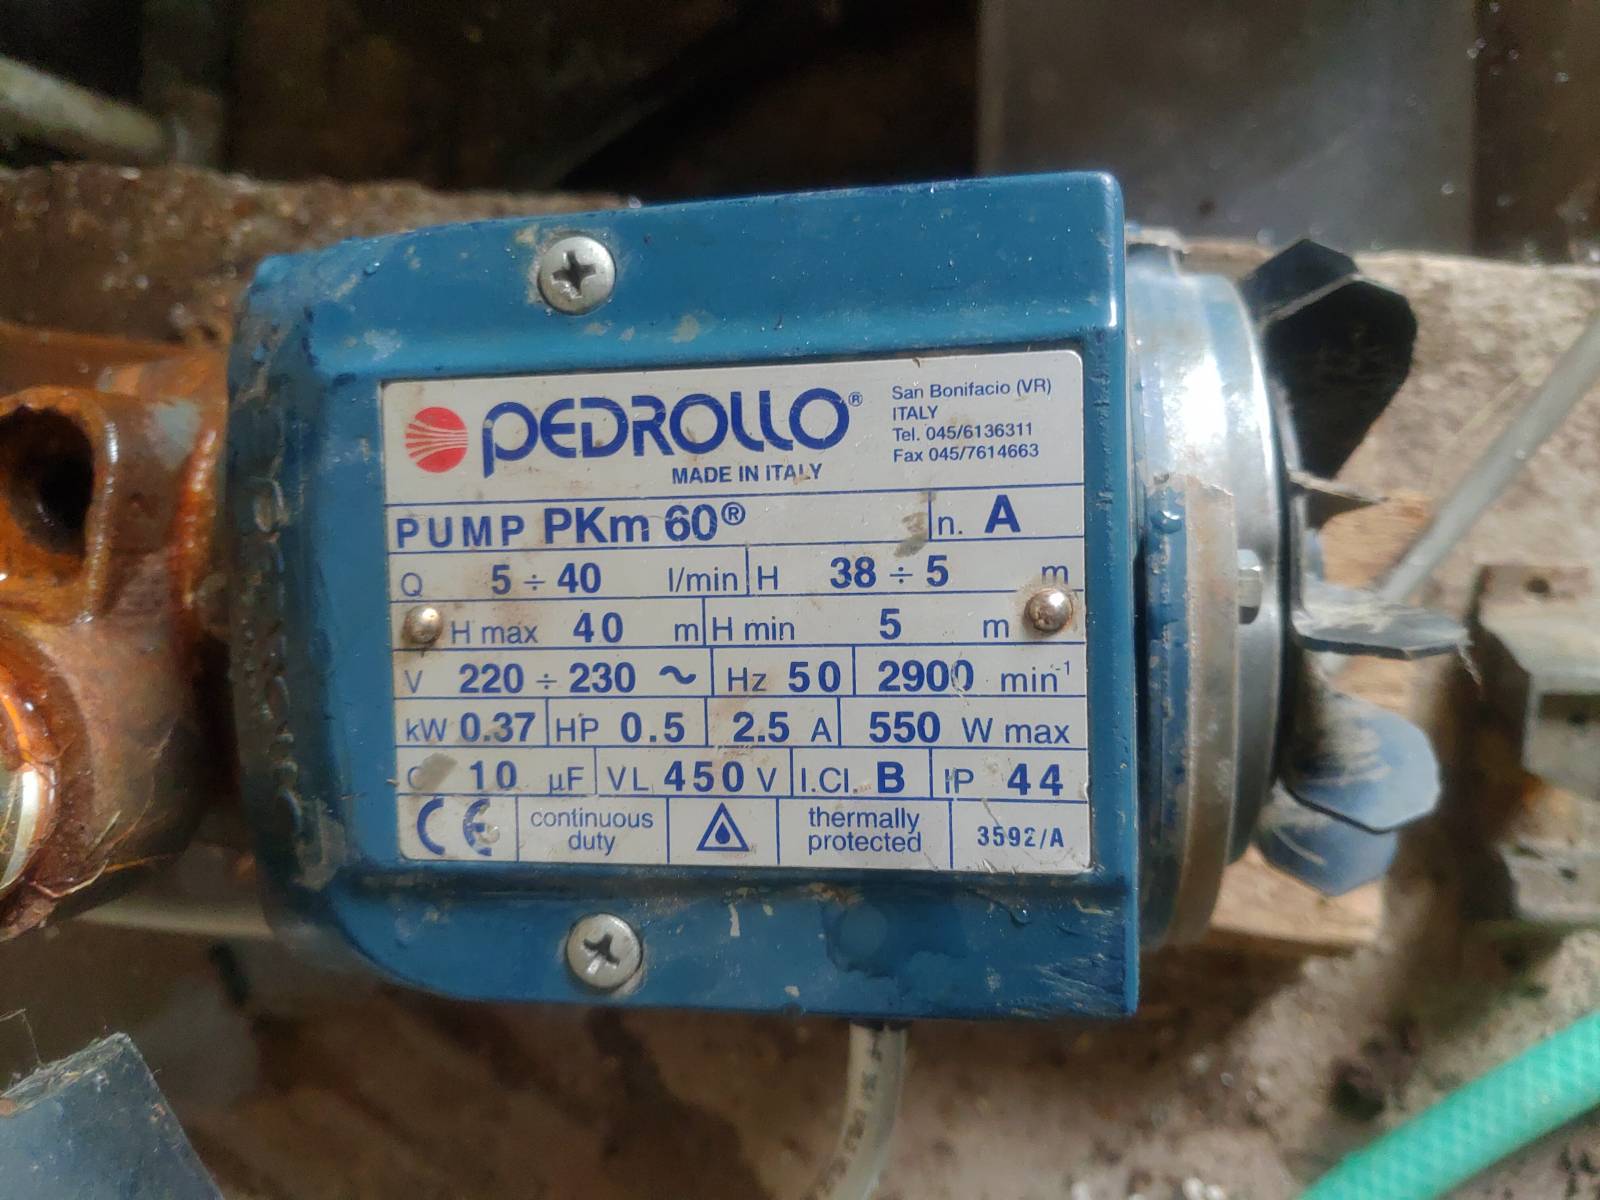 PEDROLLO®
MADE IN ITALY
San Bonifacio (VR)
ITALY
Tel. 045/6136311
Fax 045/7614663
PUMP PKm 60® n. A
Q 5 ÷ 40 l/min H 38 ÷ 5 m
H max 40 m H min 5 m
V 220 ÷ 230 ~ Hz 50 2900 min-1
kW 0.37 HP 0.5 2.5 A 550 W max
C 10 µF VL 450 V I.Cl. B IP 44
CE continuous duty thermally protected 3592/A